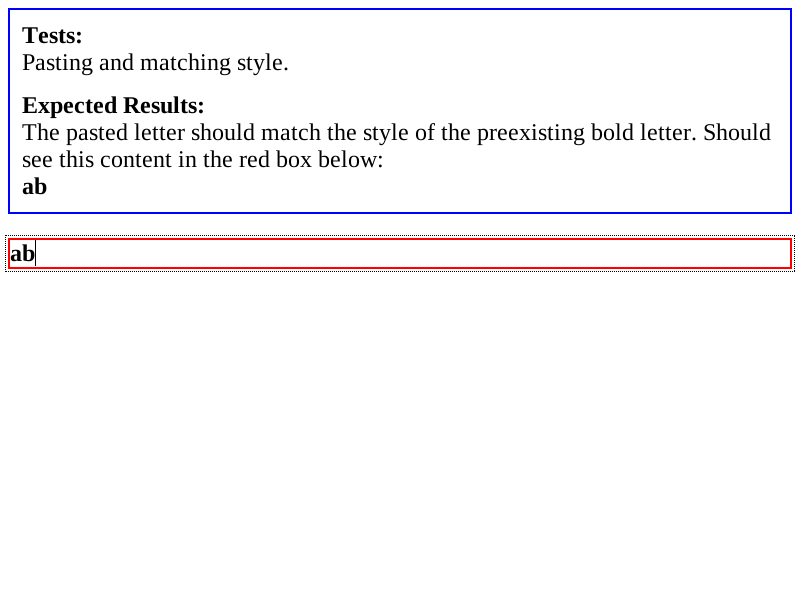 Tests:
Pasting and matching style.
Expected Results:
The pasted letter should match the style of the preexisting bold letter. Should
see this content in the red box below:
ab
ab